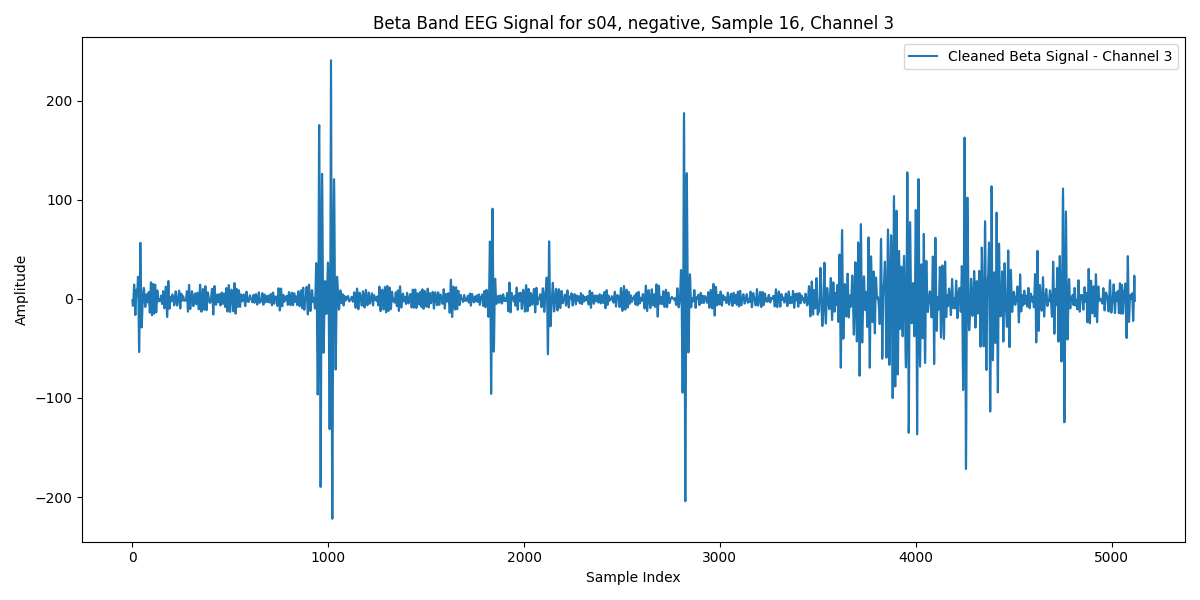 Beta Band EEG Signal for s04, negative, Sample 16, Channel 3
Cleaned Beta Signal - Channel 3
Amplitude
200
100
0
−100
−200
0 1000 2000 3000 4000 5000
Sample Index